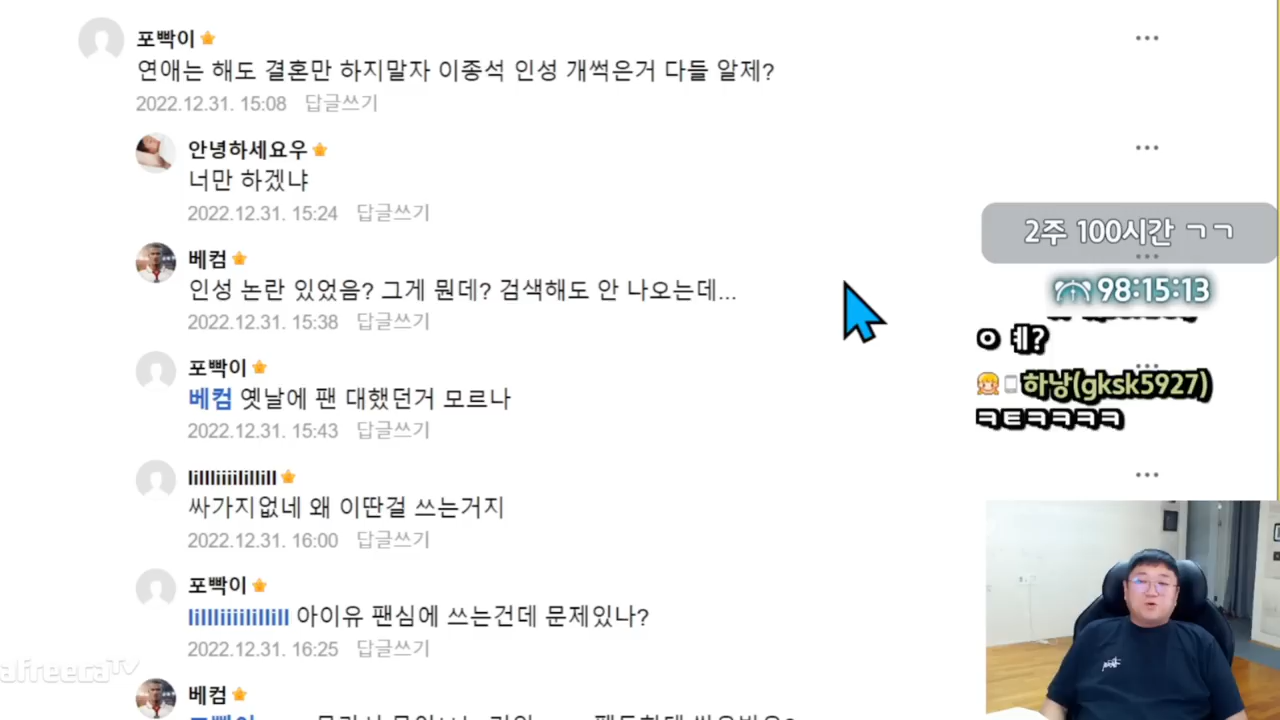 포빡이
연애는 해도 결혼만 하지말자 이종석 인성 개썩은거 다들 알제?
2022.12.31. 15:08 답글쓰기
안녕하세요우
너만 하겠냐
2022.12.31. 15:24 답글쓰기
베컴
인성 논란 있었음? 그게 뭔데? 검색해도 안 나오는데...
2022.12.31. 15:38 답글쓰기
포빡이
베컴 옛날에 팬 대했던거 모르나
2022.12.31. 15:43 답글쓰기
lillliiiilillill
싸가지없네 왜 이딴걸 쓰는거지
2022.12.31. 16:00 답글쓰기
포빡이
lillliiiilillill 아이유 팬심에 쓰는건데 문제있나?
2022.12.31. 16:25 답글쓰기
베컴
2주 100시간 ㄱㄱ
98:15:13
ㅇ ㅖ?
하낭(gksk5927)
ㅋㅌㅋㅋㅋㅋ
afreecaTV